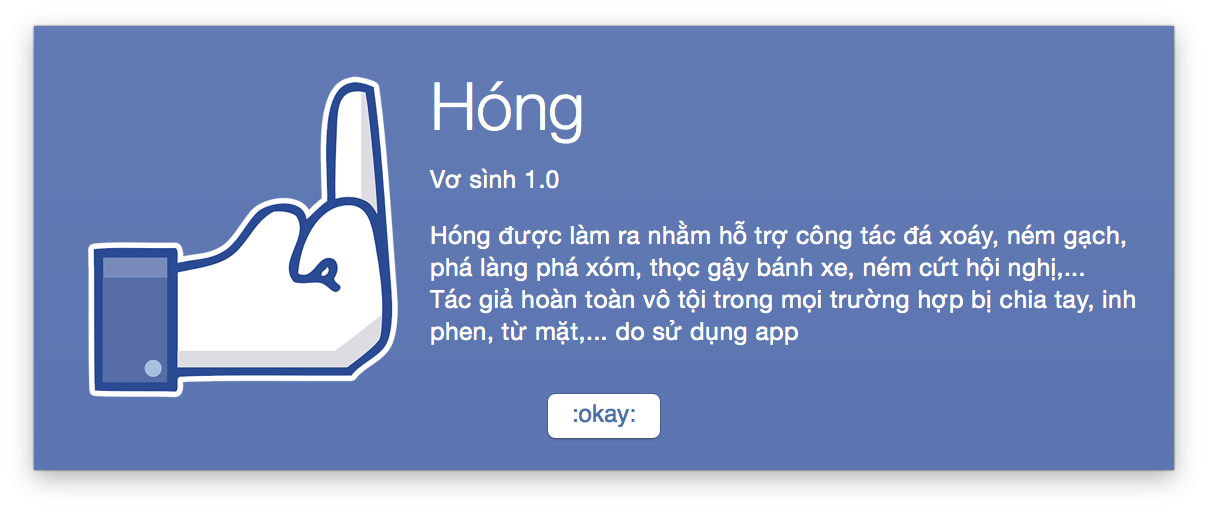 Hóng
Vơ sình 1.0
Hóng được làm ra nhằm hỗ trợ công tác đá xoáy, ném gạch,
phá làng phá xóm, thọc gậy bánh xe, ném cứt hội nghị,...
Tác giả hoàn toàn vô tội trong mọi trường hợp bị chia tay, inh
phen, từ mặt,... do sử dụng app
:okay: